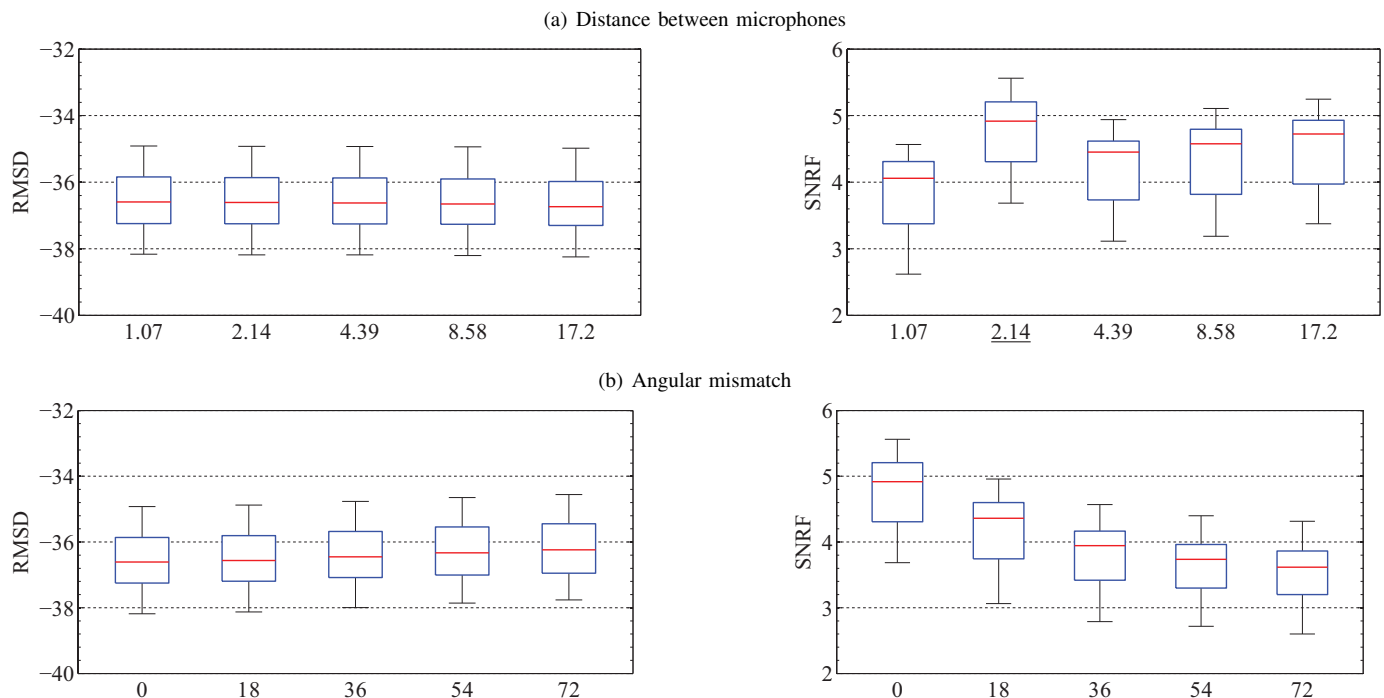 (a) Distance between microphones
−32
−34
−36
−38
−40
RMSD
1.07 2.14 4.39 8.58 17.2
6
5
4
3
2
SNRF
1.07 2.14 4.39 8.58 17.2
(b) Angular mismatch
−32
−34
−36
−38
−40
RMSD
0 18 36 54 72
6
5
4
3
2
SNRF
0 18 36 54 72